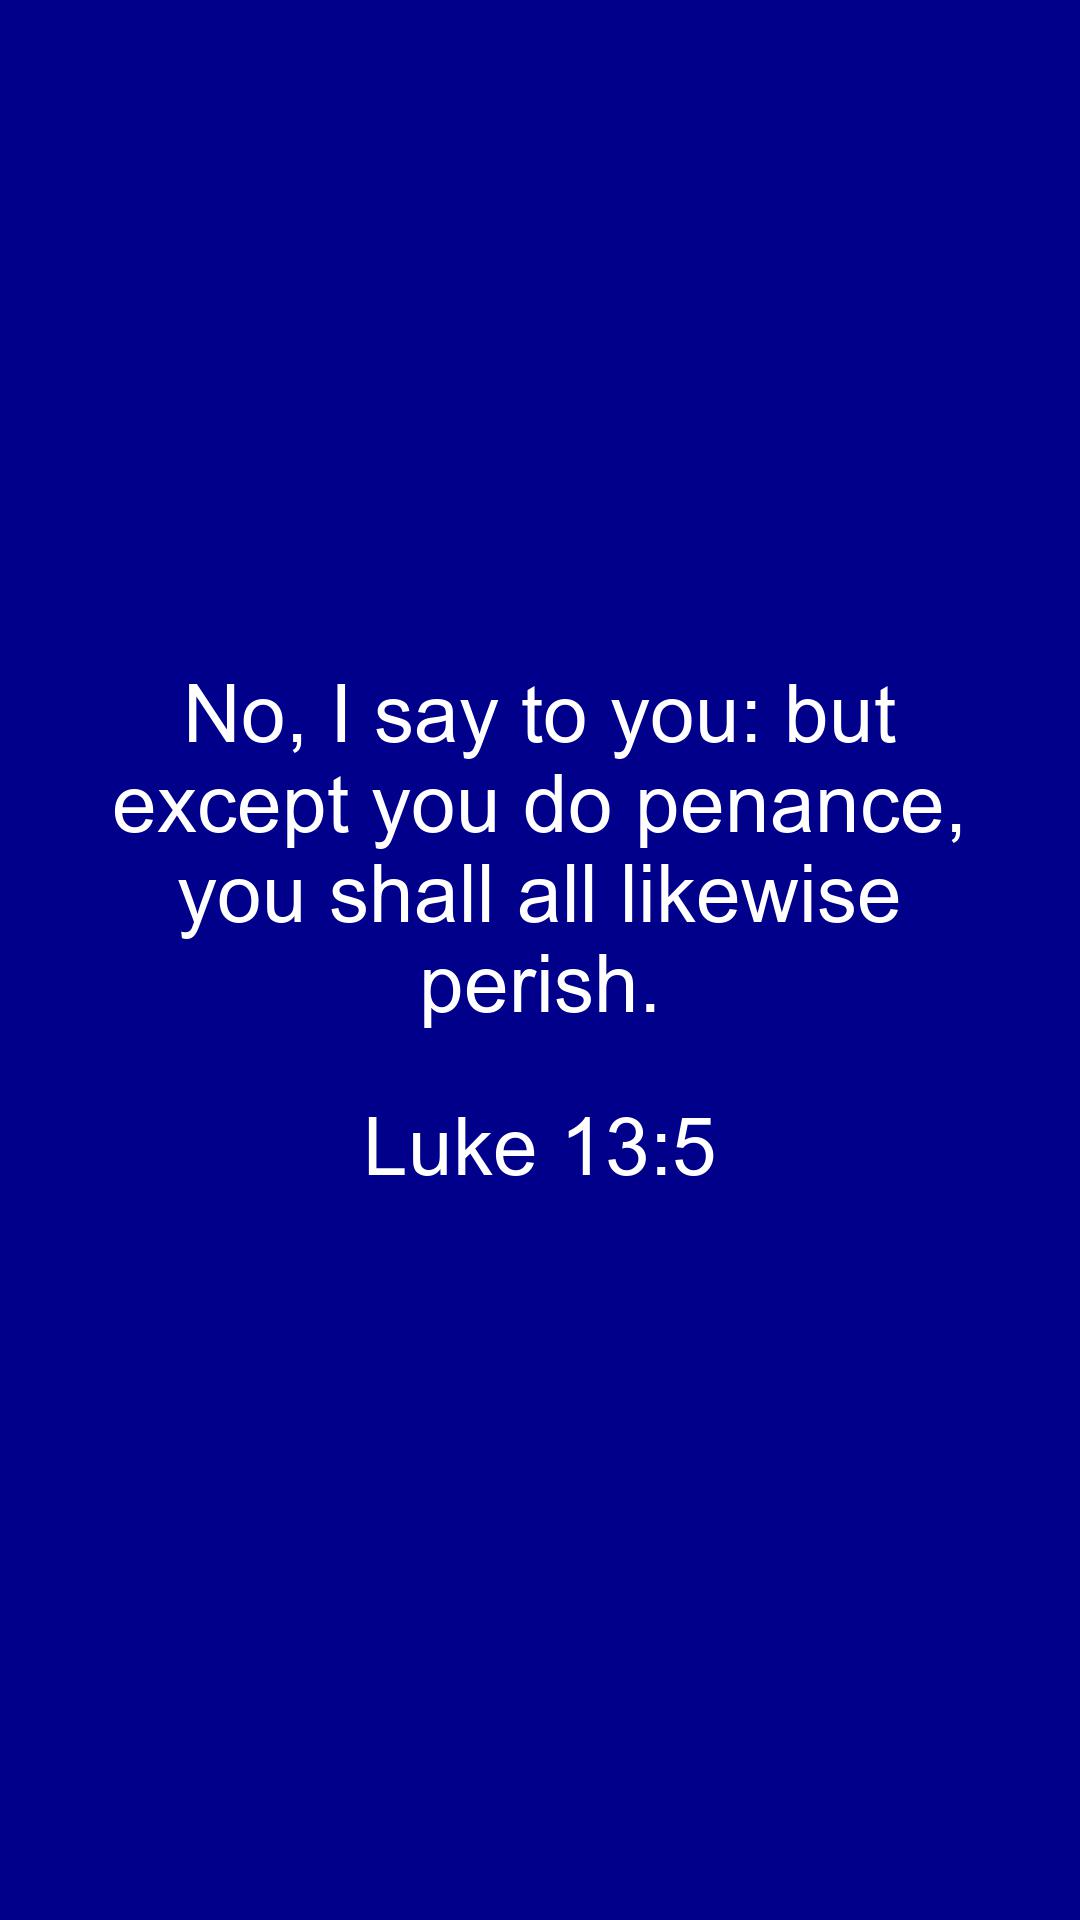 No, I say to you: but
except you do penance,
you shall all likewise
perish.
Luke 13:5